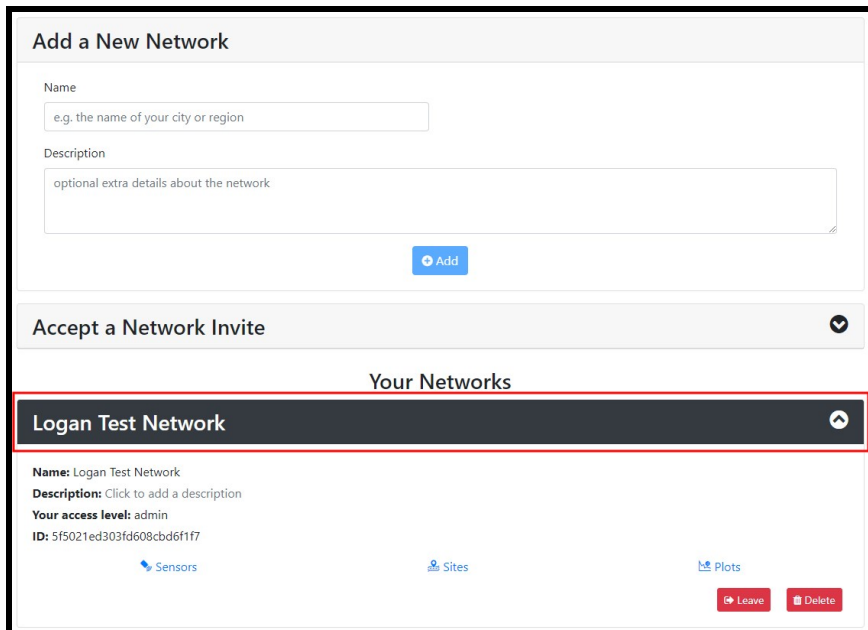 Add a New Network
Name
e.g. the name of your city or region
Description
optional extra details about the network
Add
Accept a Network Invite
Your Networks
Logan Test Network
Name: Logan Test Network
Description: Click to add a description
Your access level: admin
ID: 5f5021ed303fd608cbd6f1f7
Sensors Sites Plots
Leave Delete